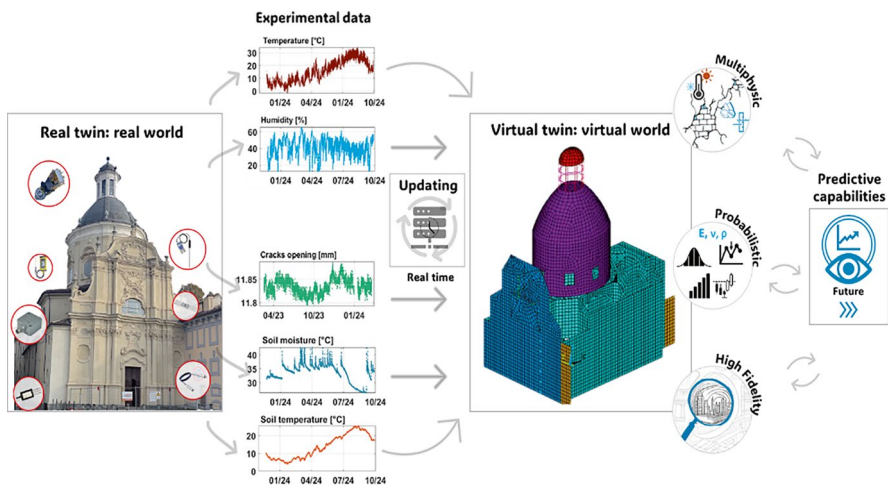 Experimental data
Temperature [°C]
30
20
10
0
01/24 04/24 07/24 10/24
Real twin: real world
Humidity [%]
60
40
20
01/24 04/24 07/24 10/24
Cracks opening [mm]
11.85
11.8
04/23 10/23 01/24
Soil moisture [°C]
40
35
30
01/24 04/24 07/24 10/24
Soil temperature [°C]
20
10
0
01/24 04/24 07/24 10/24
Updating
Real time
Virtual twin: virtual world
Multiphysic
Probabilistic
E, ν, ρ
High Fidelity
Predictive
capabilities
Future